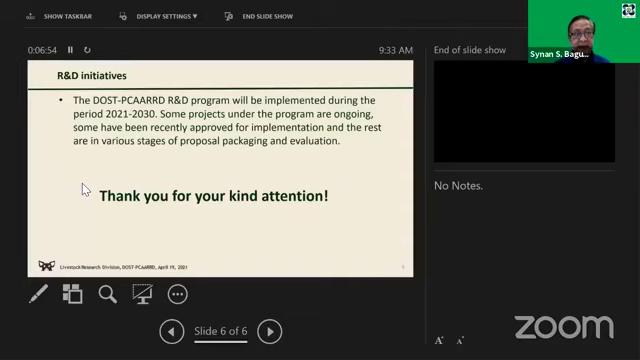 SHOW TASKBAR
DISPLAY SETTINGS ▾
END SLIDE SHOW
0:06:54
9:33 AM
End of slide show
Synan S. Bagu...
R&D initiatives
• The DOST-PCAARRD R&D program will be implemented during the
period 2021-2030. Some projects under the program are ongoing,
some have been recently approved for implementation and the rest
are in various stages of proposal packaging and evaluation.
Thank you for your kind attention!
Livestock Research Division, DOST-PCAARRD, April 19, 2021
No Notes.
Slide 6 of 6
A A
zoom